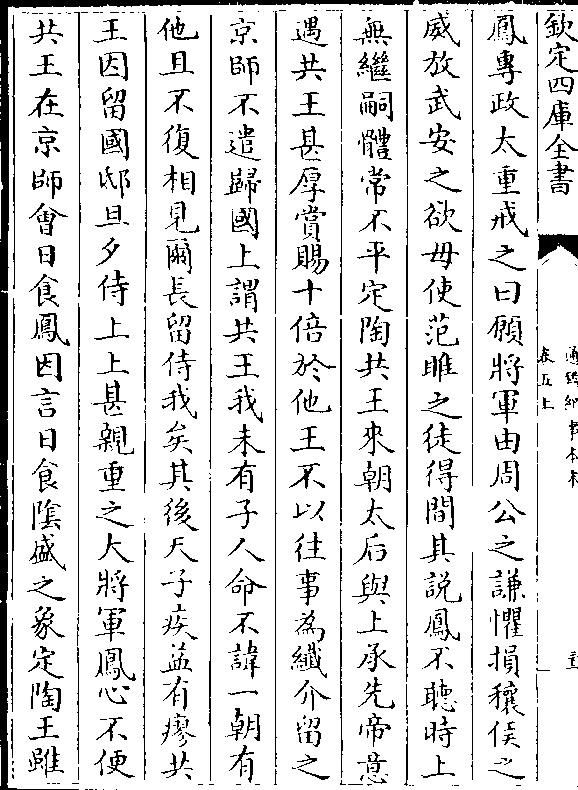 欽定四庫全書
通鑑紀事本末
卷五上
鳳專政太重戒之曰願將軍由周公之謙懼損穰侯之
威放武安之欲毋使范雎之徒得間其說鳳不聽時上
無繼嗣體常不平定陶共王來朝太后與上承先帝意
遇共王甚厚賞賜十倍於他王不以往事為纖介留之
京師不遣歸國上謂共王我未有子人命不諱一朝有
他且不復相見爾長留侍我矣其後天子疾益有瘳共
王因留國邸旦夕侍上上甚親重之大將軍鳳心不便
共王在京師會日食鳳因言日食隂盛之象定陶王雖